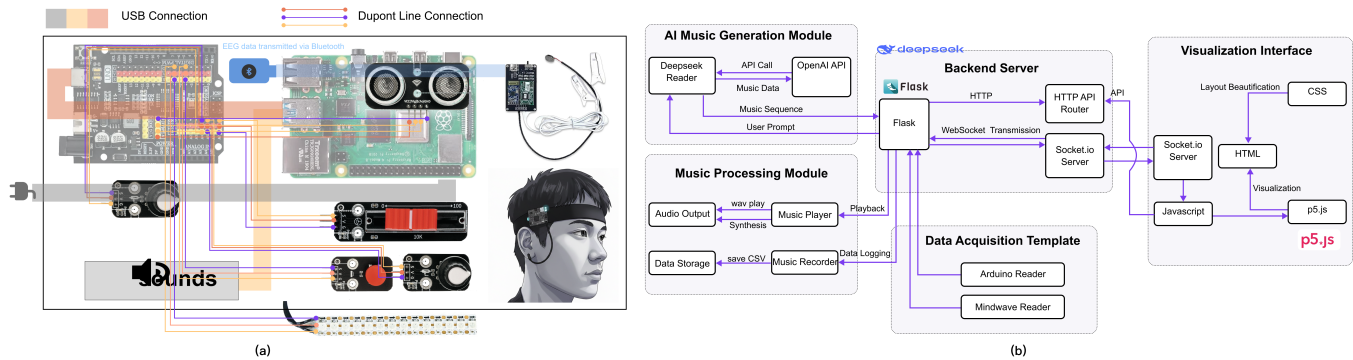 USB Connection
Dupont Line Connection
EEG data transmitted via Bluetooth
Sounds
0
100
10K
(a)
AI Music Generation Module
Deepseek
Reader
API Call
Music Data
OpenAI API
Music Sequence
User Prompt
Music Processing Module
Audio Output
wav play
Synthesis
Music Player
Playback
Data Storage
save CSV
Music Recorder
Data Logging
deepseek
Backend Server
Flask
Flask
HTTP
HTTP API
Router
API
WebSocket Transmission
Socket.io
Server
Data Acquisition Template
Arduino Reader
Mindwave Reader
Visualization Interface
Layout Beautification
CSS
Socket.io
Server
HTML
Visualization
Javascript
p5.js
p5.js
(b)